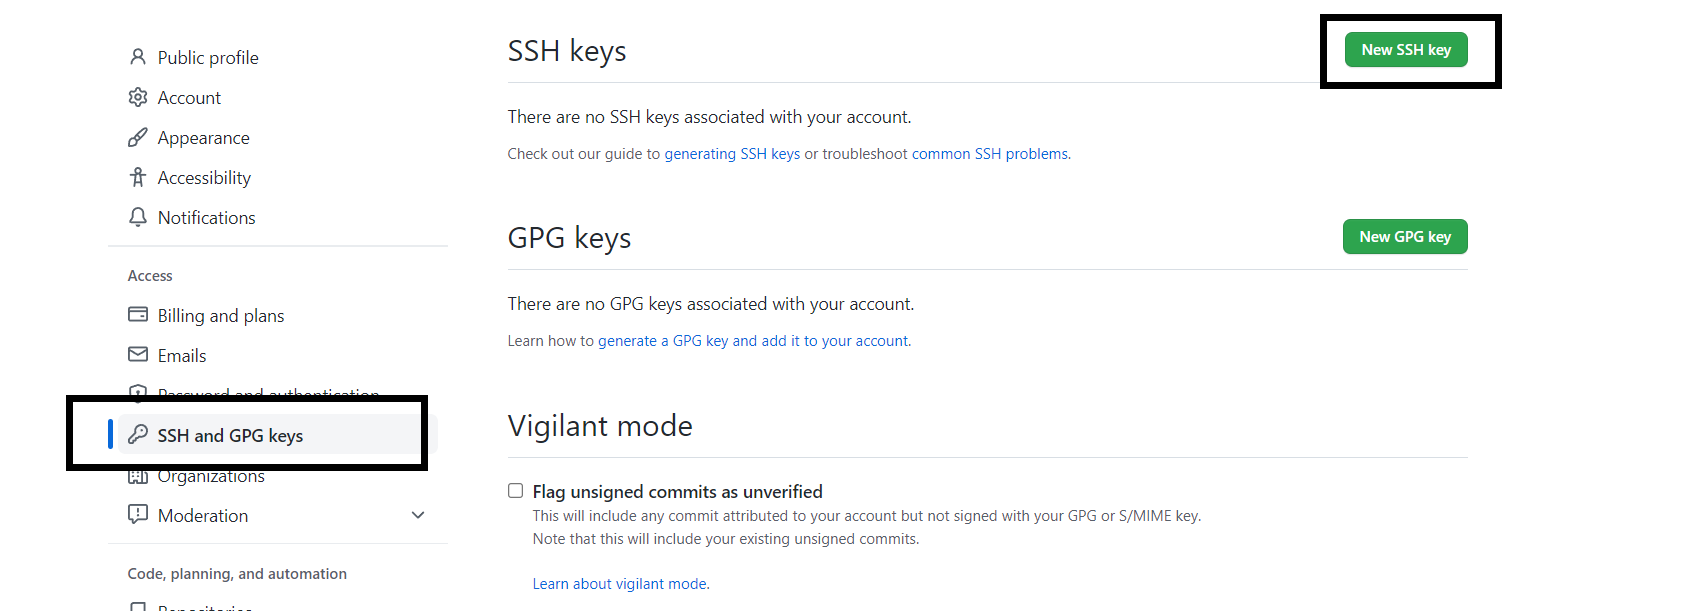 Public profile
Account
Appearance
Accessibility
Notifications
Access
Billing and plans
Emails
Password and authentication
SSH and GPG keys
Organizations
Moderation
Code, planning, and automation
Repositories
SSH keys
New SSH key
There are no SSH keys associated with your account.
Check out our guide to generating SSH keys or troubleshoot common SSH problems.
GPG keys
New GPG key
There are no GPG keys associated with your account.
Learn how to generate a GPG key and add it to your account.
Vigilant mode
Flag unsigned commits as unverified
This will include any commit attributed to your account but not signed with your GPG or S/MIME key.
Note that this will include your existing unsigned commits.
Learn about vigilant mode.